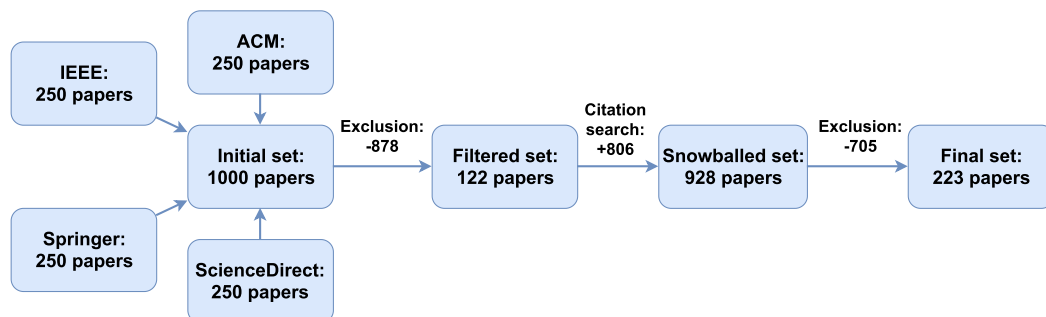 IEEE:
250 papers
ACM:
250 papers
Springer:
250 papers
ScienceDirect:
250 papers
Initial set:
1000 papers
Exclusion:
-878
Filtered set:
122 papers
Citation
search:
+806
Snowballed set:
928 papers
Exclusion:
-705
Final set:
223 papers